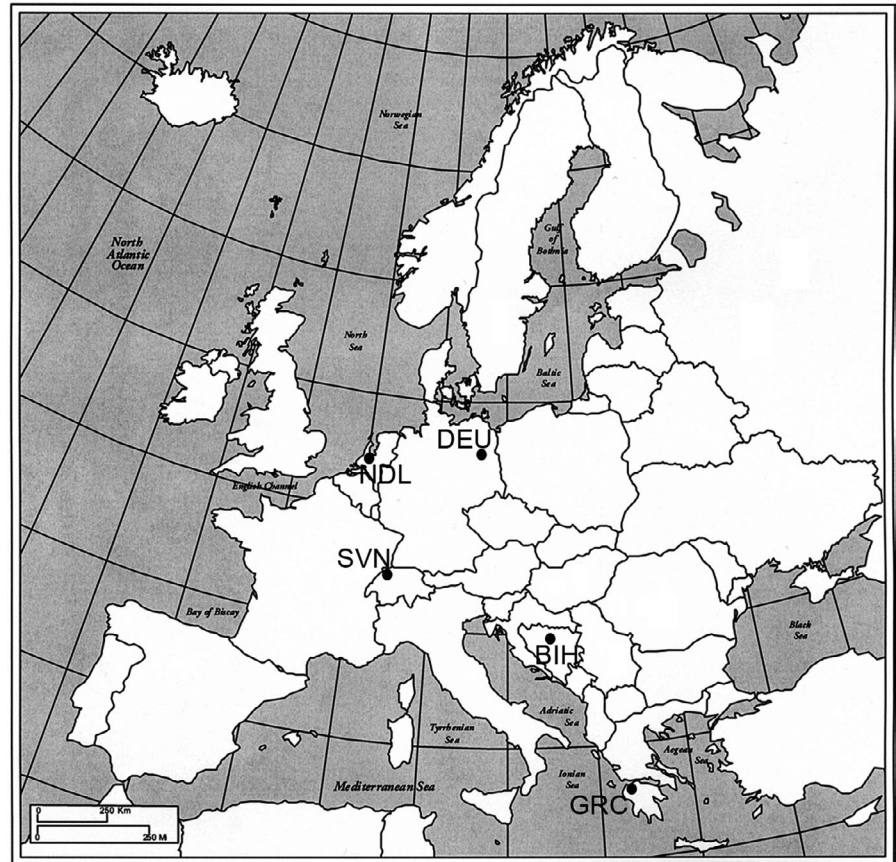 Norwegian
Sea
North
Atlantic
Ocean
Gulf
of
Bothnia
North
Sea
Baltic
Sea
DEU
NDL
English Channel
SVN
Bay of Biscay
Black
Sea
BIH
Adriatic
Sea
Tyrrhenian
Sea
Aegean
Sea
Ionian
Sea
Mediterranean Sea
GRC
0 250 Km
0 250 Mi